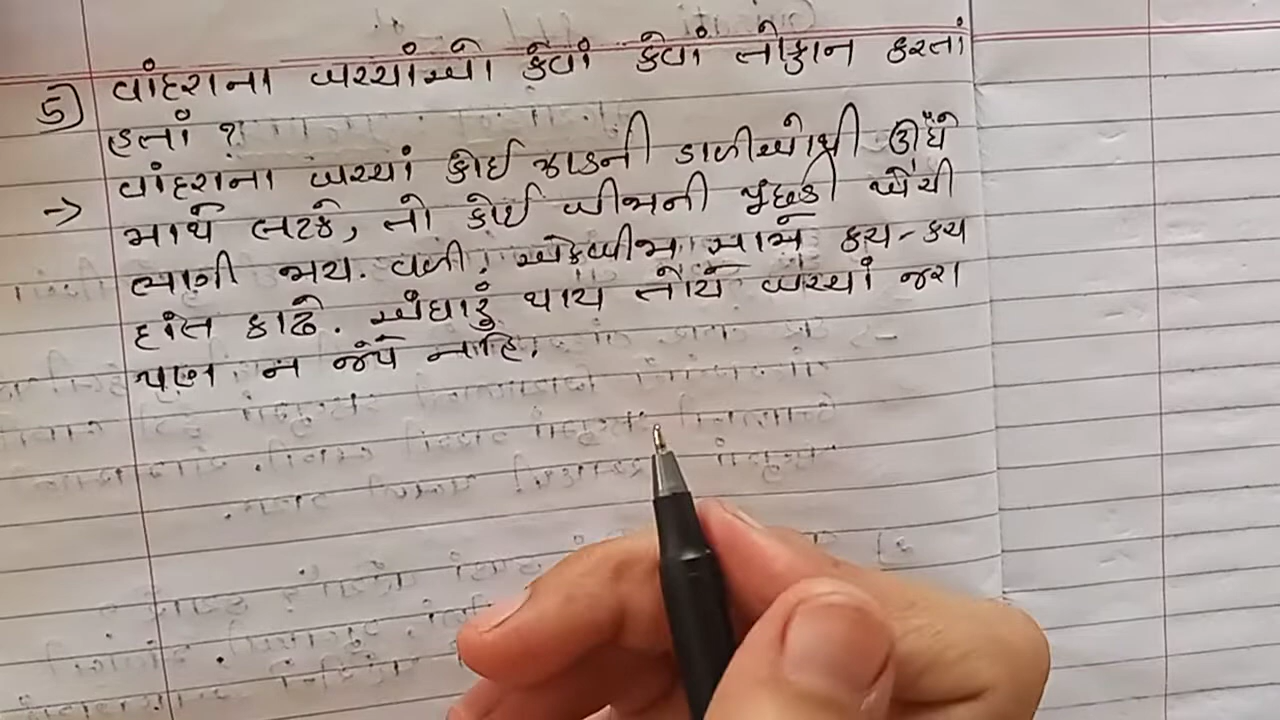 5) વાંદરાના બચ્ચાંઓ કેવાં કેવાં તોફાન કરતાં
હતાં ?
→ વાંદરાના બચ્ચાં કોઈ ઝાડની ડાળીઓથી ઊંધે
માથે લટકે, તો કોઈ બીજાની પૂંછડી ખેંચી
ભાગી જાય. વળી, એકબીજા સામે કચ-કચ
દાંત કાઢે. અંધારું થાય તોયે બચ્ચાં જરા
પણ ન જંપે નહિ.